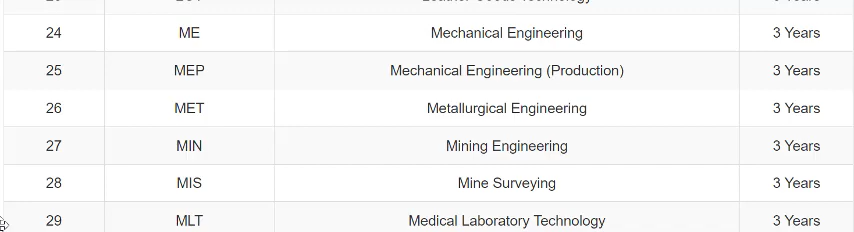 24 ME Mechanical Engineering 3 Years
25 MEP Mechanical Engineering (Production) 3 Years
26 MET Metallurgical Engineering 3 Years
27 MIN Mining Engineering 3 Years
28 MIS Mine Surveying 3 Years
29 MLT Medical Laboratory Technology 3 Years